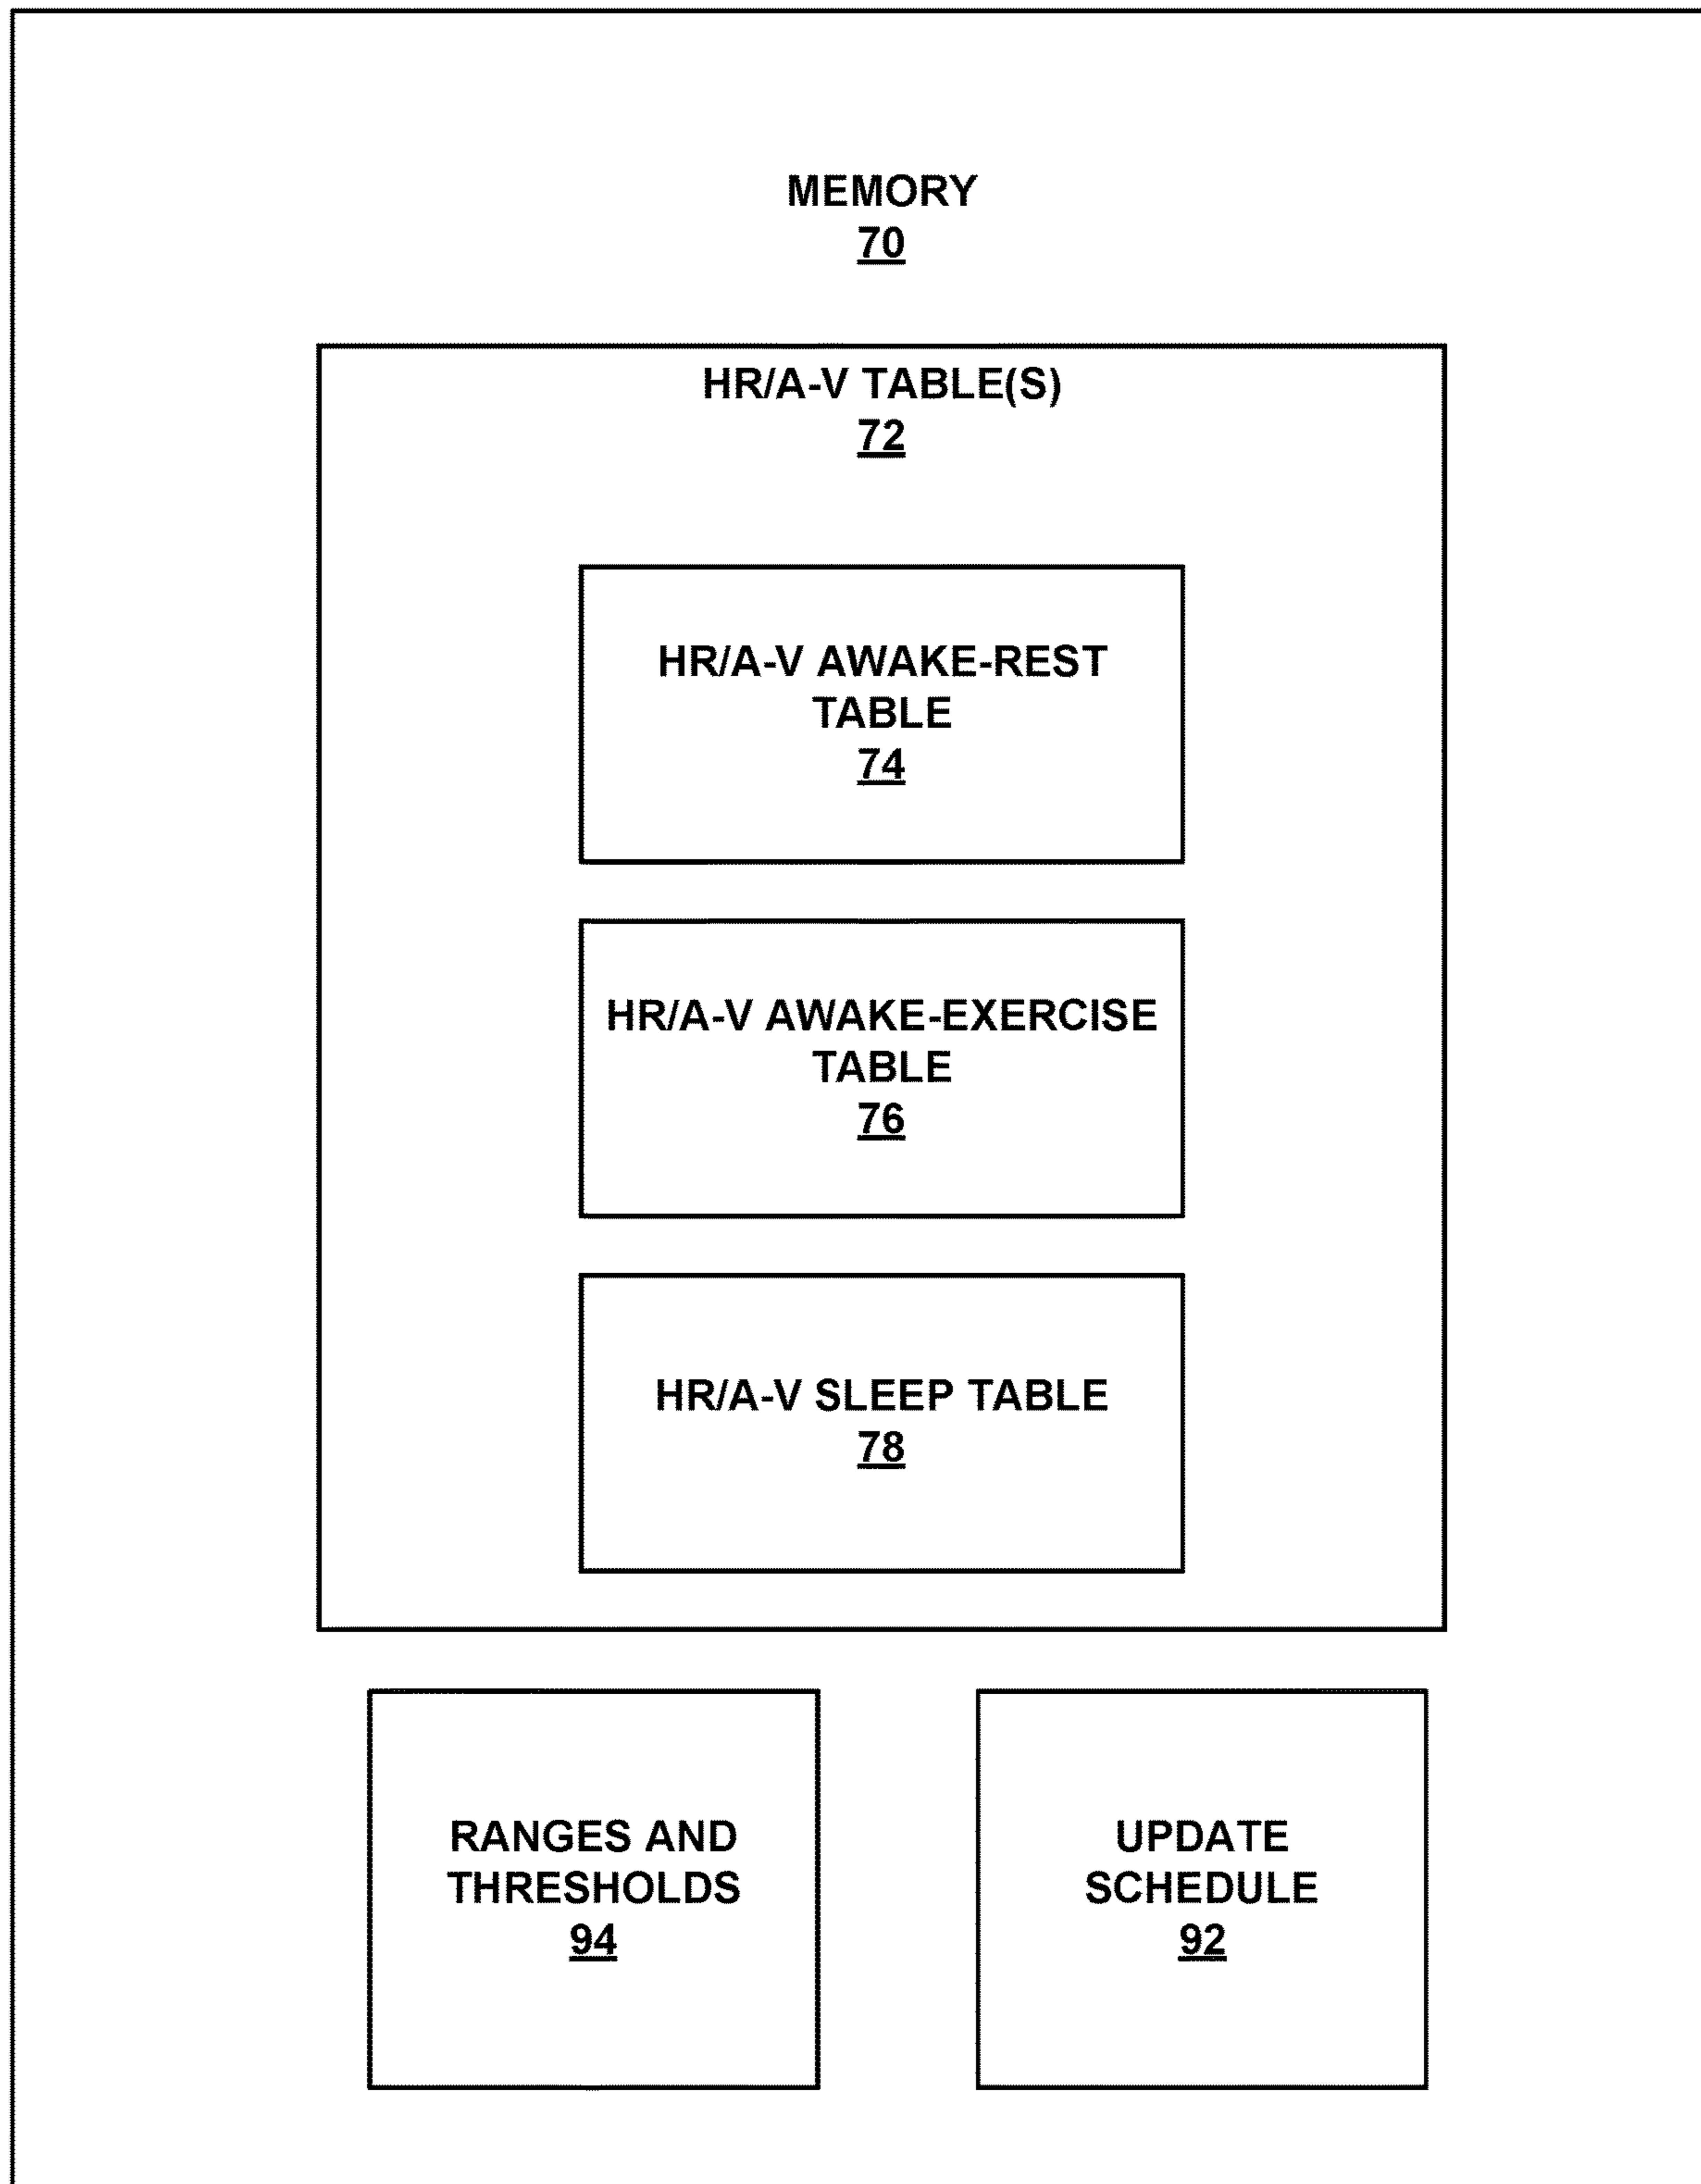 MEMORY
70
HR/A-V TABLE(S)
72
HR/A-V AWAKE-REST
TABLE
74
HR/A-V AWAKE-EXERCISE
TABLE
76
HR/A-V SLEEP TABLE
78
RANGES AND
THRESHOLDS
94
UPDATE
SCHEDULE
92